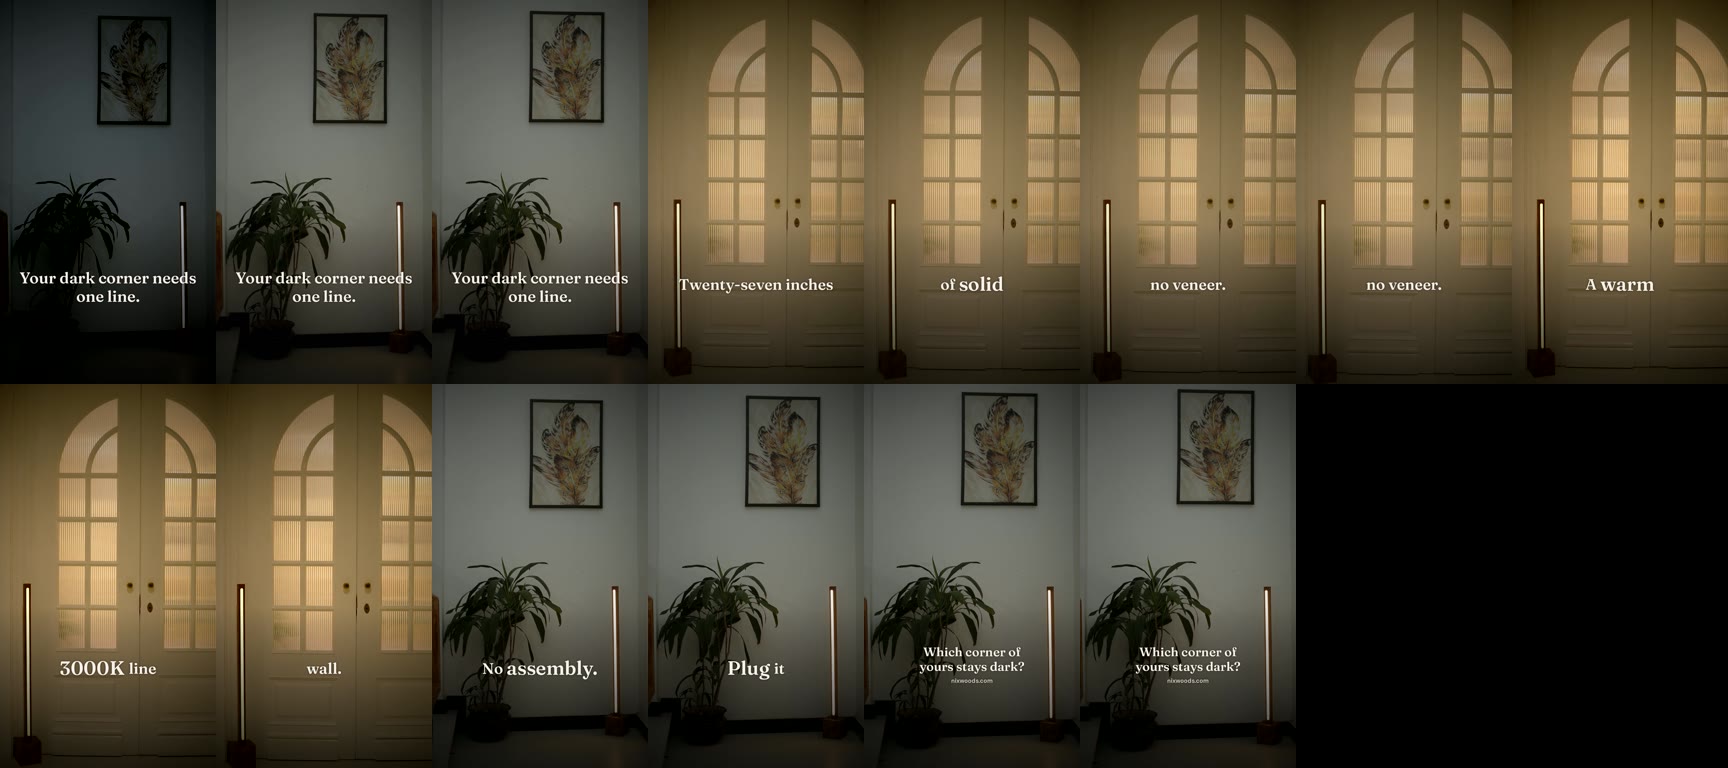 Your dark corner needs
one line.
Your dark corner needs
one line.
Your dark corner needs
one line.
Twenty-seven inches
of solid
no veneer.
no veneer.
A warm
3000K line
wall.
No assembly.
Plug it
Which corner of
yours stays dark?
nixwoods.com
Which corner of
yours stays dark?
nixwoods.com